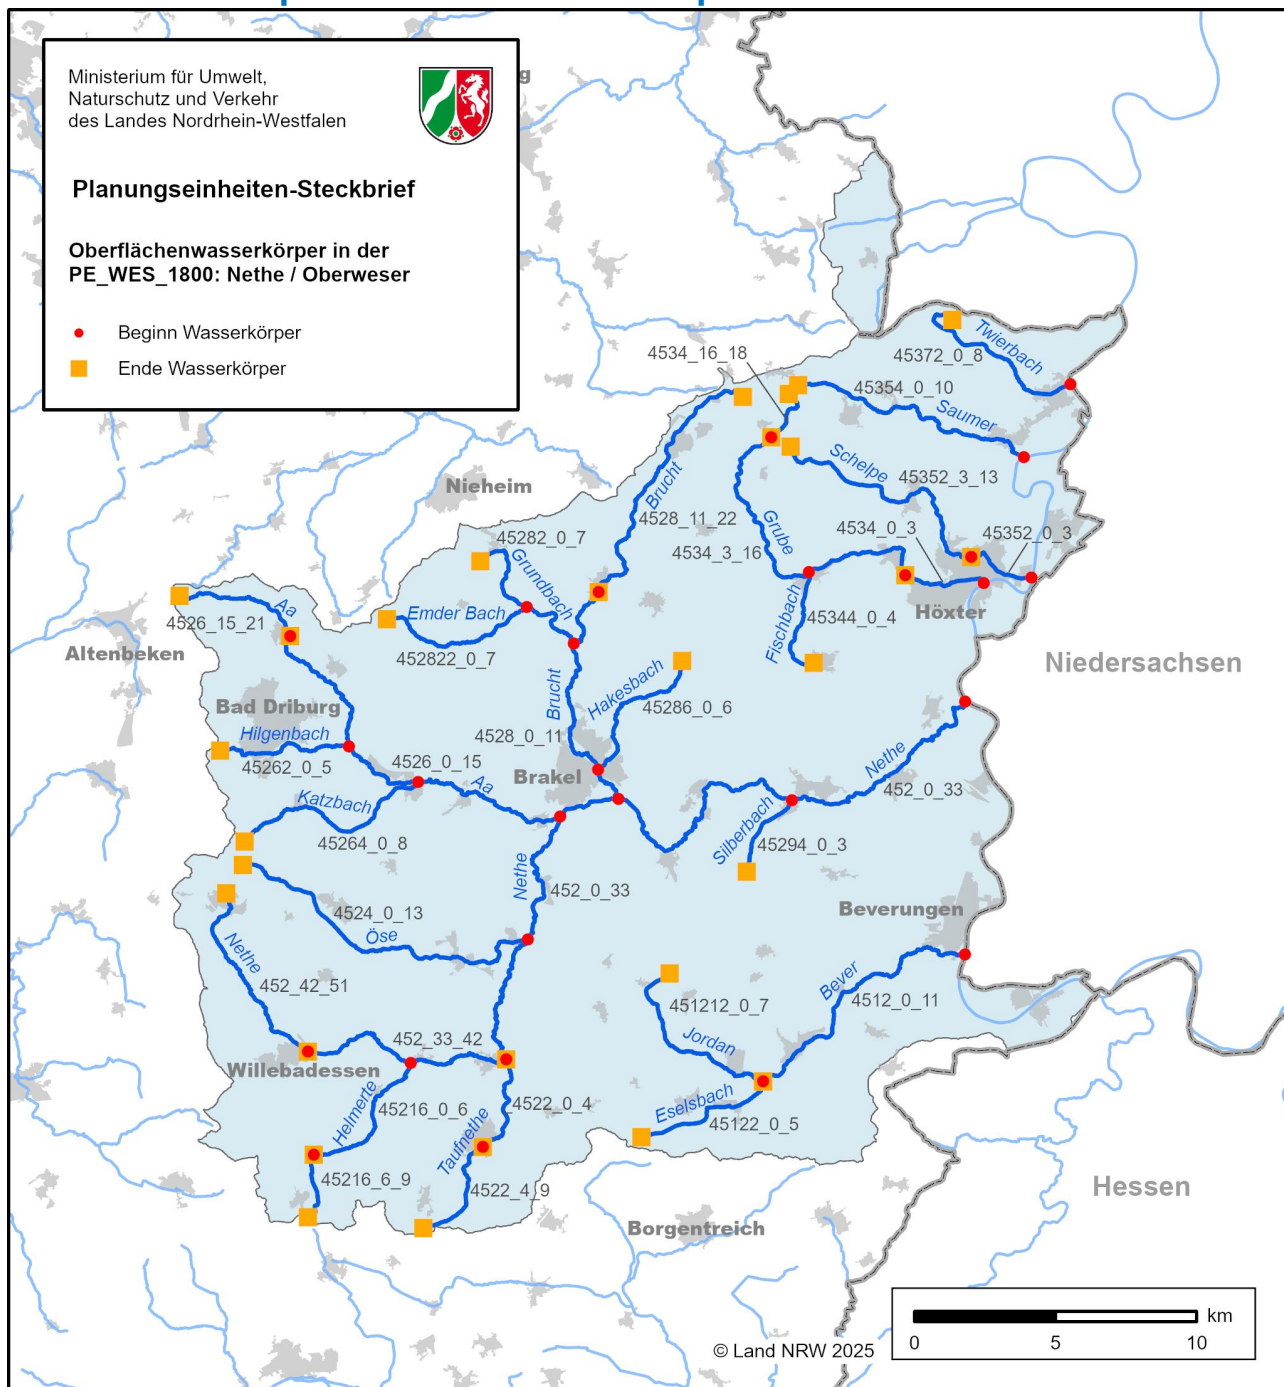 Ministerium für Umwelt,
Naturschutz und Verkehr
des Landes Nordrhein-Westfalen
Planungseinheiten-Steckbrief
Oberflächenwasserkörper in der
PE_WES_1800: Nethe / Oberweser
Beginn Wasserkörper
Ende Wasserkörper
g
Twierbach
45372_0_8
4534_16_18
45354_0_10
Saumer
Schelpe
45352_3_13
Brucht
Nieheim
4528_11_22
Grube
4534_0_3
45352_0_3
45282_0_7
4534_3_16
Grundbach
Höxter
Aa
Emder Bach
Fischbach
45344_0_4
4526_15_21
Altenbeken
452822_0_7
Niedersachsen
Hakesbach
Brucht
45286_0_6
Bad Driburg
Hilgenbach
4528_0_11
Nethe
45262_0_5
4526_0_15
Brakel
452_0_33
Aa
Katzbach
Silberbach
45264_0_8
45294_0_3
Nethe
452_0_33
4524_0_13
Öse
Beverungen
Nethe
452_42_51
Bever
451212_0_7
4512_0_11
Jordan
452_33_42
Willebadessen
Eselsbach
Helmerte
45216_0_6
4522_0_4
45122_0_5
Taufnethe
45216_6_9
4522_4_9
Hessen
Borgentreich
km
0
5
10
© Land NRW 2025